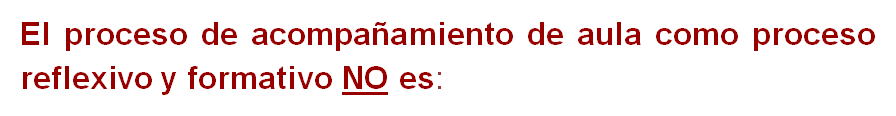 El proceso de acompañamiento de aula como proceso
reflexivo y formativo NO es: